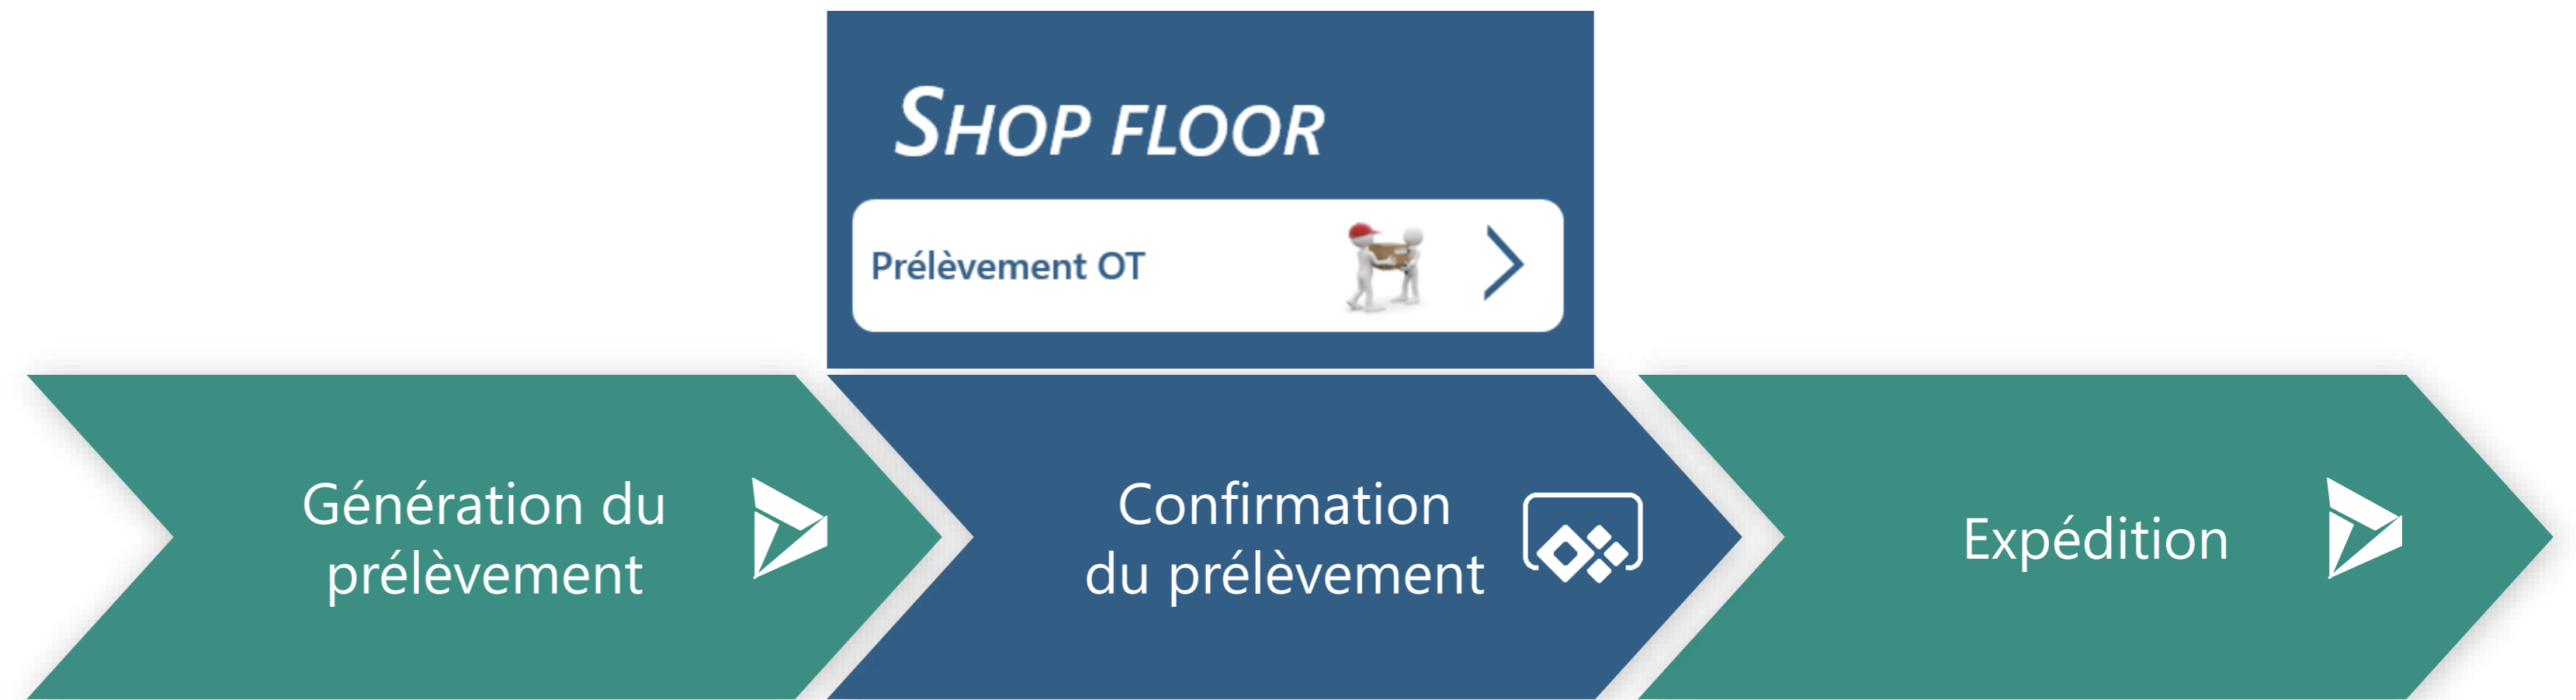 SHOP FLOOR
Prélèvement OT
Génération du
prélèvement
Confirmation
du prélèvement
Expédition